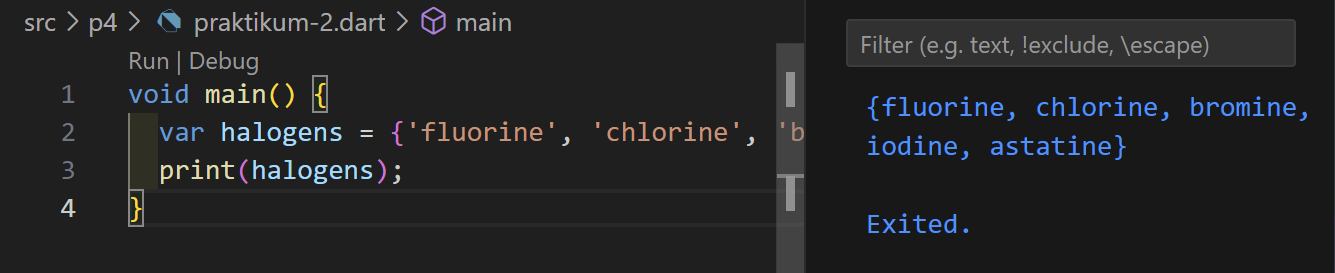 src > p4 > praktikum-2.dart > main
Run | Debug
1 void main() {
2 var halogens = {'fluorine', 'chlorine', 'b
3 print(halogens);
4 }
Filter (e.g. text, !exclude, \escape)
{fluorine, chlorine, bromine,
iodine, astatine}
Exited.